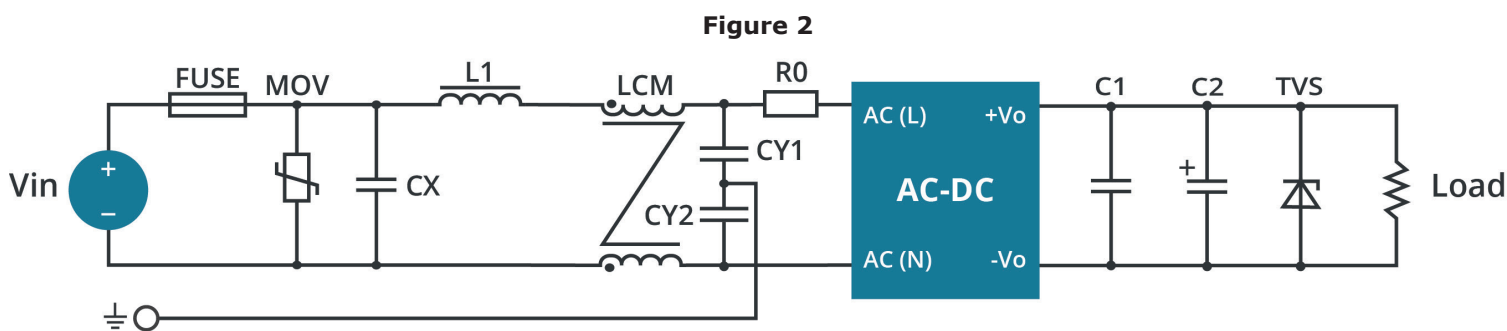 Figure 2
FUSE
MOV
L1
LCM
R0
C1
C2
TVS
AC (L)
+Vo
CY1
Vin
+
−
CX
AC-DC
+
Load
CY2
AC (N)
-Vo